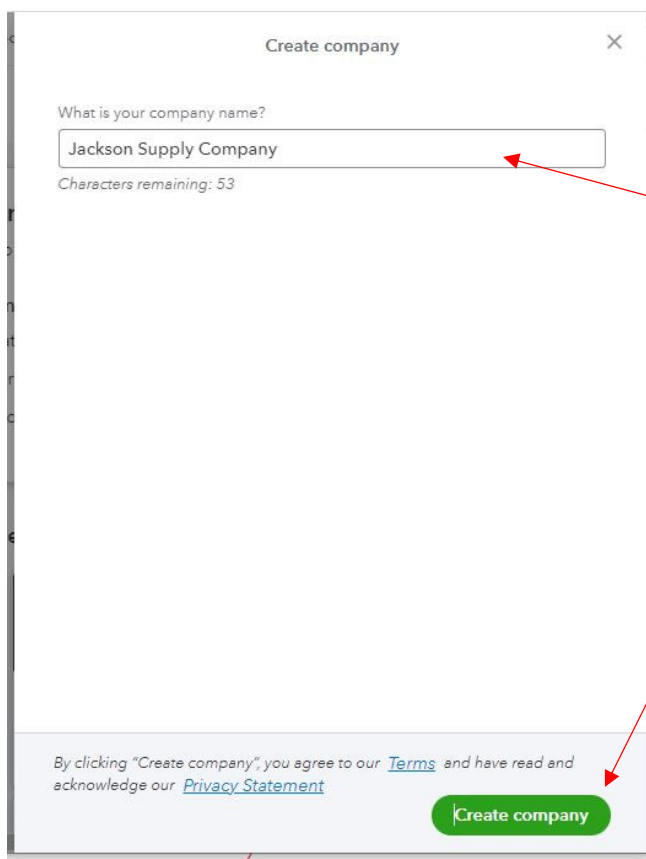 Create company
What is your company name?
Jackson Supply Company
Characters remaining: 53
By clicking "Create company", you agree to our Terms and have read and
acknowledge our Privacy Statement
Create company